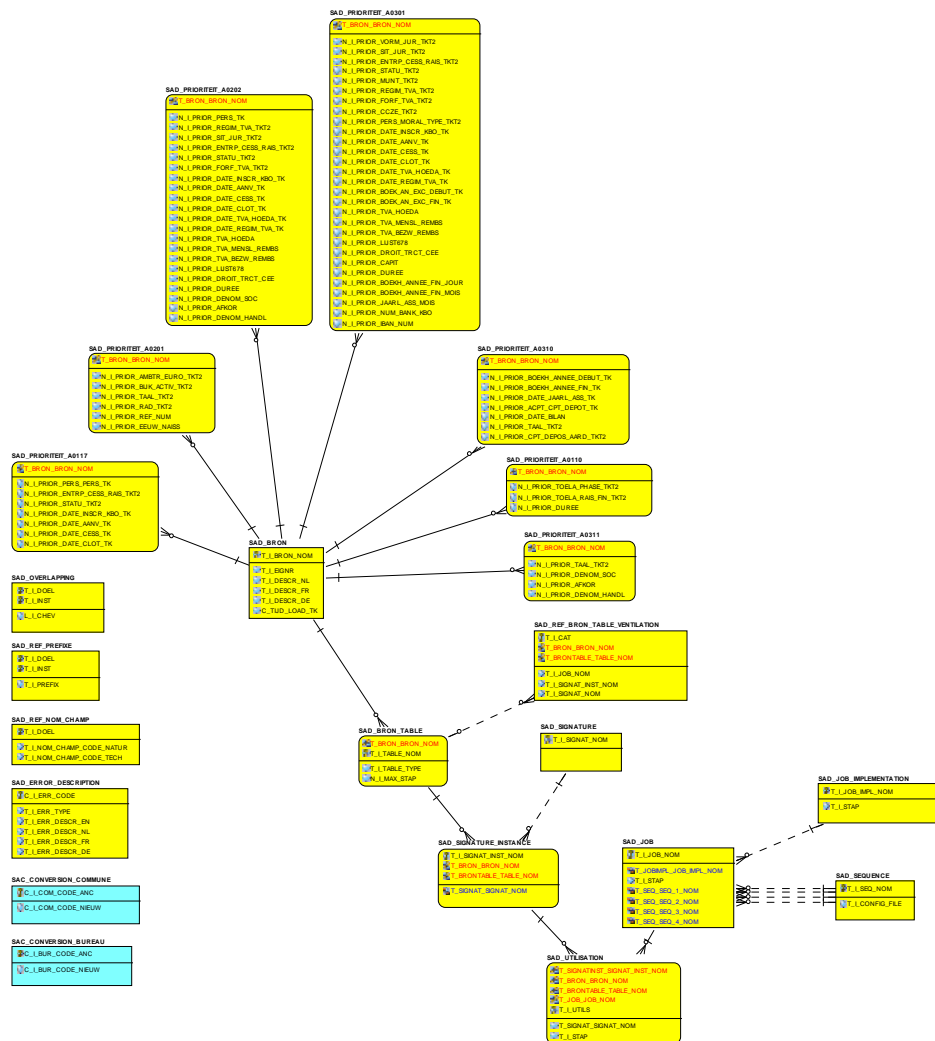 SAD_PRIORITEIT_A0301
T_BRON_BRON_NOM
N_I_PRIOR_VORM_JUR_TKT2
N_I_PRIOR_SIT_JUR_TKT2
N_I_PRIOR_ENTRP_CESS_RAIS_TKT2
N_I_PRIOR_STATU_TKT2
N_I_PRIOR_MUNT_TKT2
N_I_PRIOR_REGIM_TVA_TKT2
N_I_PRIOR_FORF_TVA_TKT2
N_I_PRIOR_CCZE_TKT2
N_I_PRIOR_PERS_MORAL_TYPE_TKT2
N_I_PRIOR_DATE_INSCR_KBO_TK
N_I_PRIOR_DATE_AANV_TK
N_I_PRIOR_DATE_CESS_TK
N_I_PRIOR_DATE_CLOT_TK
N_I_PRIOR_DATE_TVA_HOEDA_TK
N_I_PRIOR_DATE_REGIM_TVA_TK
N_I_PRIOR_BOEK_AN_EXC_DEBUT_TK
N_I_PRIOR_BOEK_AN_EXC_FIN_TK
N_I_PRIOR_TVA_HOEDA
N_I_PRIOR_TVA_MENSL_REMBS
N_I_PRIOR_TVA_BEZW_REMBS
N_I_PRIOR_LUST678
N_I_PRIOR_DROIT_TRCT_CEE
N_I_PRIOR_CAPIT
N_I_PRIOR_DUREE
N_I_PRIOR_BOEKH_ANNEE_FIN_JOUR
N_I_PRIOR_BOEKH_ANNEE_FIN_MOIS
N_I_PRIOR_JAARL_ASS_MOIS
N_I_PRIOR_NUM_BANK_KBO
N_I_PRIOR_IBAN_NUM
SAD_PRIORITEIT_A0202
T_BRON_BRON_NOM
N_I_PRIOR_PERS_TK
N_I_PRIOR_REGIM_TVA_TKT2
N_I_PRIOR_SIT_JUR_TKT2
N_I_PRIOR_ENTRP_CESS_RAIS_TKT2
N_I_PRIOR_STATU_TKT2
N_I_PRIOR_FORF_TVA_TKT2
N_I_PRIOR_DATE_INSCR_KBO_TK
N_I_PRIOR_DATE_AANV_TK
N_I_PRIOR_DATE_CESS_TK
N_I_PRIOR_DATE_CLOT_TK
N_I_PRIOR_DATE_TVA_HOEDA_TK
N_I_PRIOR_DATE_REGIM_TVA_TK
N_I_PRIOR_TVA_HOEDA
N_I_PRIOR_TVA_MENSL_REMBS
N_I_PRIOR_TVA_BEZW_REMBS
N_I_PRIOR_LUST678
N_I_PRIOR_DROIT_TRCT_CEE
N_I_PRIOR_DUREE
N_I_PRIOR_DENOM_SOC
N_I_PRIOR_AFKOR
N_I_PRIOR_DENOM_HANDL
SAD_PRIORITEIT_A0201
T_BRON_BRON_NOM
N_I_PRIOR_AMBTR_EURO_TKT2
N_I_PRIOR_BIJK_ACTIV_TKT2
N_I_PRIOR_TAAL_TKT2
N_I_PRIOR_RAD_TKT2
N_I_PRIOR_REF_NUM
N_I_PRIOR_EEUW_NAISS
SAD_PRIORITEIT_A0310
T_BRON_BRON_NOM
N_I_PRIOR_BOEKH_ANNEE_DEBUT_TK
N_I_PRIOR_BOEKH_ANNEE_FIN_TK
N_I_PRIOR_DATE_JAARL_ASS_TK
N_I_PRIOR_ACPT_CPT_DEPOT_TK
N_I_PRIOR_DATE_BILAN
N_I_PRIOR_TAAL_TKT2
N_I_PRIOR_CPT_DEPOS_AARD_TKT2
SAD_PRIORITEIT_A0117
T_BRON_BRON_NOM
N_I_PRIOR_PERS_PERS_TK
N_I_PRIOR_ENTRP_CESS_RAIS_TKT2
N_I_PRIOR_STATU_TKT2
N_I_PRIOR_DATE_INSCR_KBO_TK
N_I_PRIOR_DATE_AANV_TK
N_I_PRIOR_DATE_CESS_TK
N_I_PRIOR_DATE_CLOT_TK
SAD_PRIORITEIT_A0110
T_BRON_BRON_NOM
N_I_PRIOR_TOELA_PHASE_TKT2
N_I_PRIOR_TOELA_RAIS_FIN_TKT2
N_I_PRIOR_DUREE
SAD_BRON
T_I_BRON_NOM
T_I_EIGNR
T_I_DESCR_NL
T_I_DESCR_FR
T_I_DESCR_DE
C_TIJD_LOAD_TK
SAD_PRIORITEIT_A0311
T_BRON_BRON_NOM
N_I_PRIOR_TAAL_TKT2
N_I_PRIOR_DENOM_SOC
N_I_PRIOR_AFKOR
N_I_PRIOR_DENOM_HANDL
SAD_OVERLAPPING
T_I_DOEL
T_I_INST
L_I_CHEV
SAD_REF_PREFIXE
T_I_DOEL
T_I_INST
T_I_PREFIX
SAD_REF_BRON_TABLE_VENTILATION
T_I_CAT
T_BRON_BRON_NOM
T_BRONTABLE_TABLE_NOM
T_I_JOB_NOM
T_I_SIGNAT_INST_NOM
T_I_SIGNAT_NOM
SAD_REF_NOM_CHAMP
T_I_DOEL
T_I_NOM_CHAMP_CODE_NATUR
T_I_NOM_CHAMP_CODE_TECH
SAD_BRON_TABLE
T_BRON_BRON_NOM
T_I_TABLE_NOM
T_I_TABLE_TYPE
N_I_MAX_STAP
SAD_SIGNATURE
T_I_SIGNAT_NOM
SAD_ERROR_DESCRIPTION
C_I_ERR_CODE
T_I_ERR_TYPE
T_I_ERR_DESCR_EN
T_I_ERR_DESCR_NL
T_I_ERR_DESCR_FR
T_I_ERR_DESCR_DE
SAD_JOB_IMPLEMENTATION
T_I_JOB_IMPL_NOM
T_I_STAP
SAD_SIGNATURE_INSTANCE
T_I_SIGNAT_INST_NOM
T_BRON_BRON_NOM
T_BRONTABLE_TABLE_NOM
T_SIGNAT_SIGNAT_NOM
SAD_JOB
T_I_JOB_NOM
T_JOBIMPL_JOB_IMPL_NOM
T_I_STAP
T_SEQ_SEQ_1_NOM
T_SEQ_SEQ_2_NOM
T_SEQ_SEQ_3_NOM
T_SEQ_SEQ_4_NOM
SAD_SEQUENCE
T_I_SEQ_NOM
T_I_CONFIG_FILE
SAC_CONVERSION_COMMUNE
C_I_COM_CODE_ANC
C_I_COM_CODE_NIEUW
SAC_CONVERSION_BUREAU
C_I_BUR_CODE_ANC
C_I_BUR_CODE_NIEUW
SAD_UTILISATION
T_SIGNATINST_SIGNAT_INST_NOM
T_BRON_BRON_NOM
T_BRONTABLE_TABLE_NOM
T_JOB_JOB_NOM
T_I_UTILS
T_SIGNAT_SIGNAT_NOM
T_I_STAP